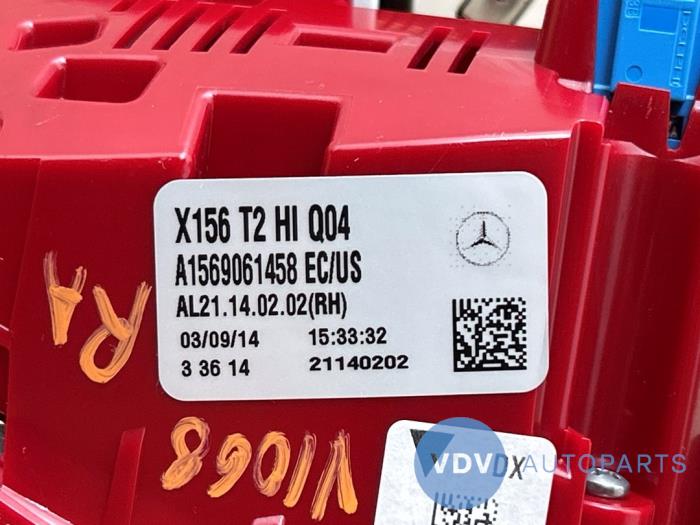 X156 T2 HI Q04
A1569061458 EC/US
AL21.14.02.02(RH)
03/09/14 15:33:32
3 36 14 21140202
RA
V1068
DX
VDV AUTOPARTS